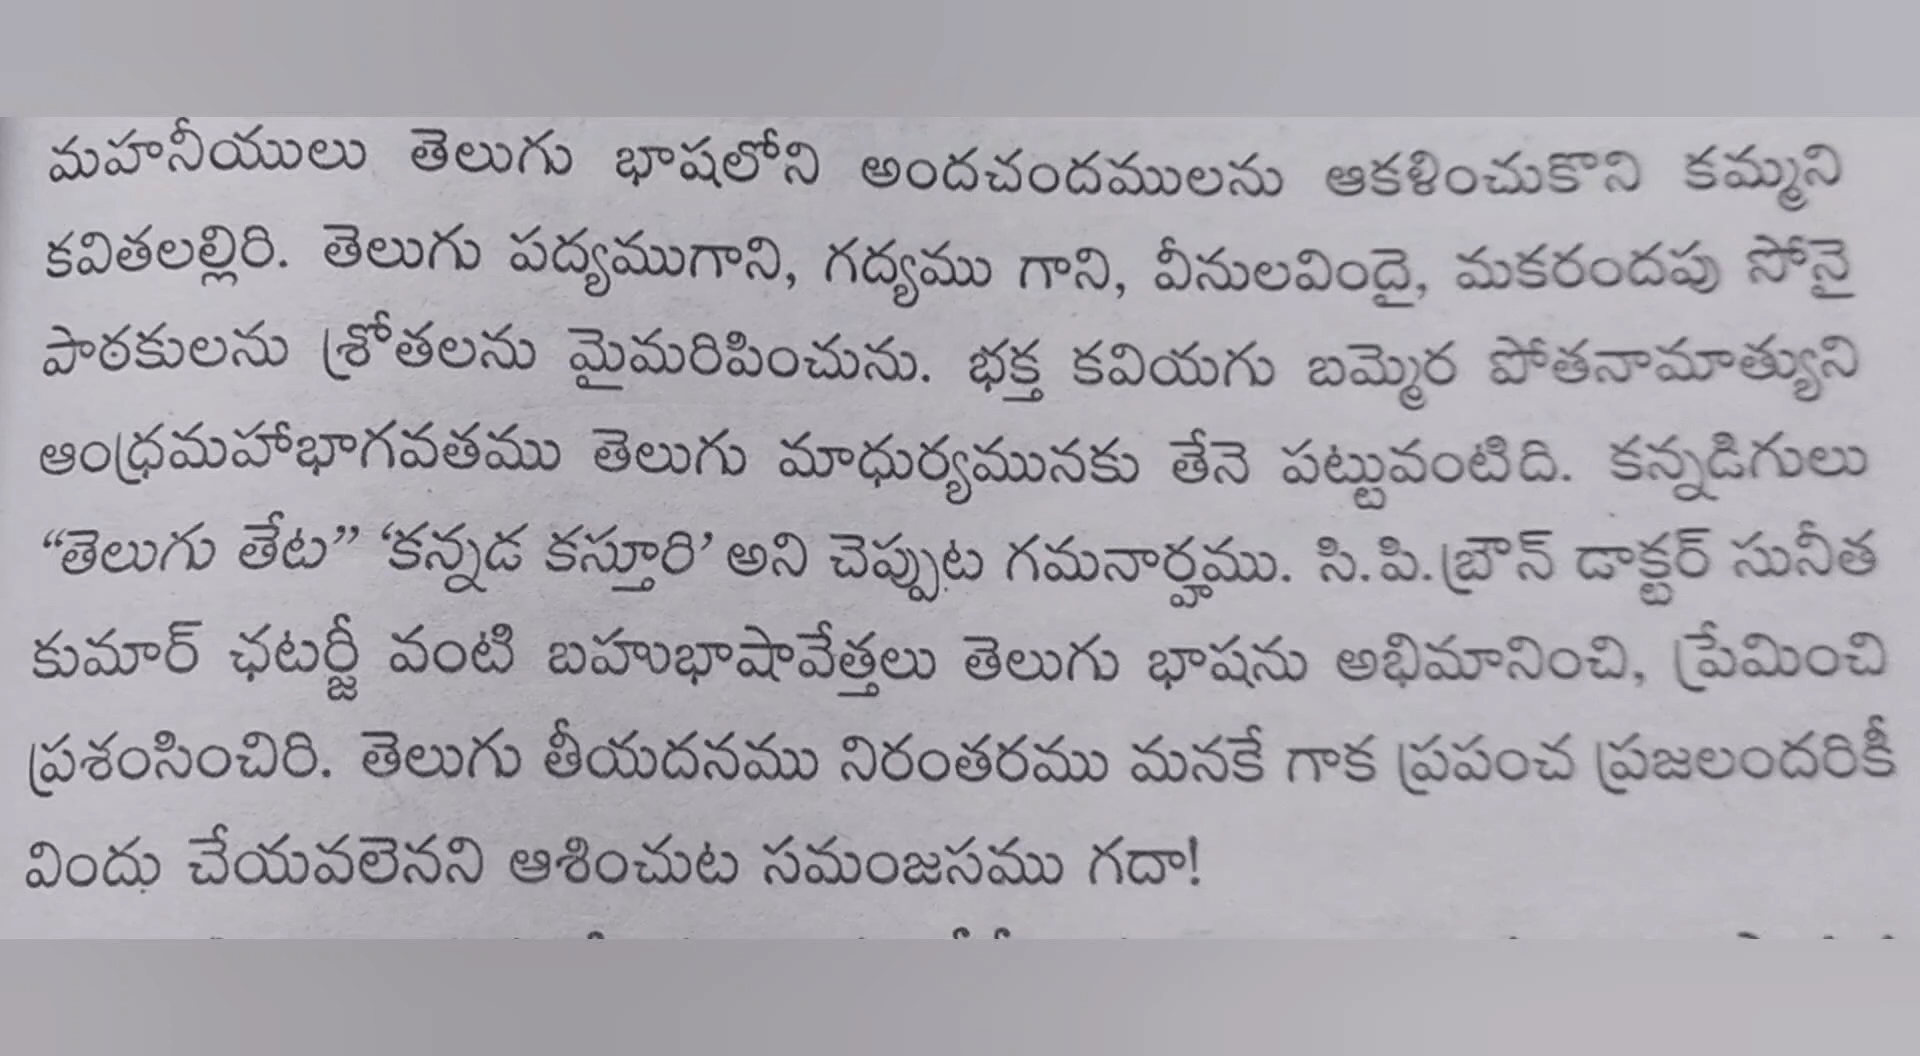 మహనీయులు తెలుగు భాషలోని అందచందములను ఆకళించుకొని కమ్మని
కవితలల్లిరి. తెలుగు పద్యముగాని, గద్యము గాని, వీనులవిందై, మకరందపు సోనై
పాఠకులను శ్రోతలను మైమరిపించును. భక్త కవియగు బమ్మెర పోతనామాత్యుని
ఆంధ్రమహాభాగవతము తెలుగు మాధుర్యమునకు తేనె పట్టువంటిది. కన్నడిగులు
“తెలుగు తేట” ‘కన్నడ కస్తూరి’ అని చెప్పుట గమనార్హము. సి.పి.బ్రౌన్ డాక్టర్ సునీత
కుమార్ ఛటర్జీ వంటి బహుభాషావేత్తలు తెలుగు భాషను అభిమానించి, ప్రేమించి
ప్రశంసించిరి. తెలుగు తీయదనము నిరంతరము మనకే గాక ప్రపంచ ప్రజలందరికీ
విందు చేయవలెనని ఆశించుట సమంజసము గదా!